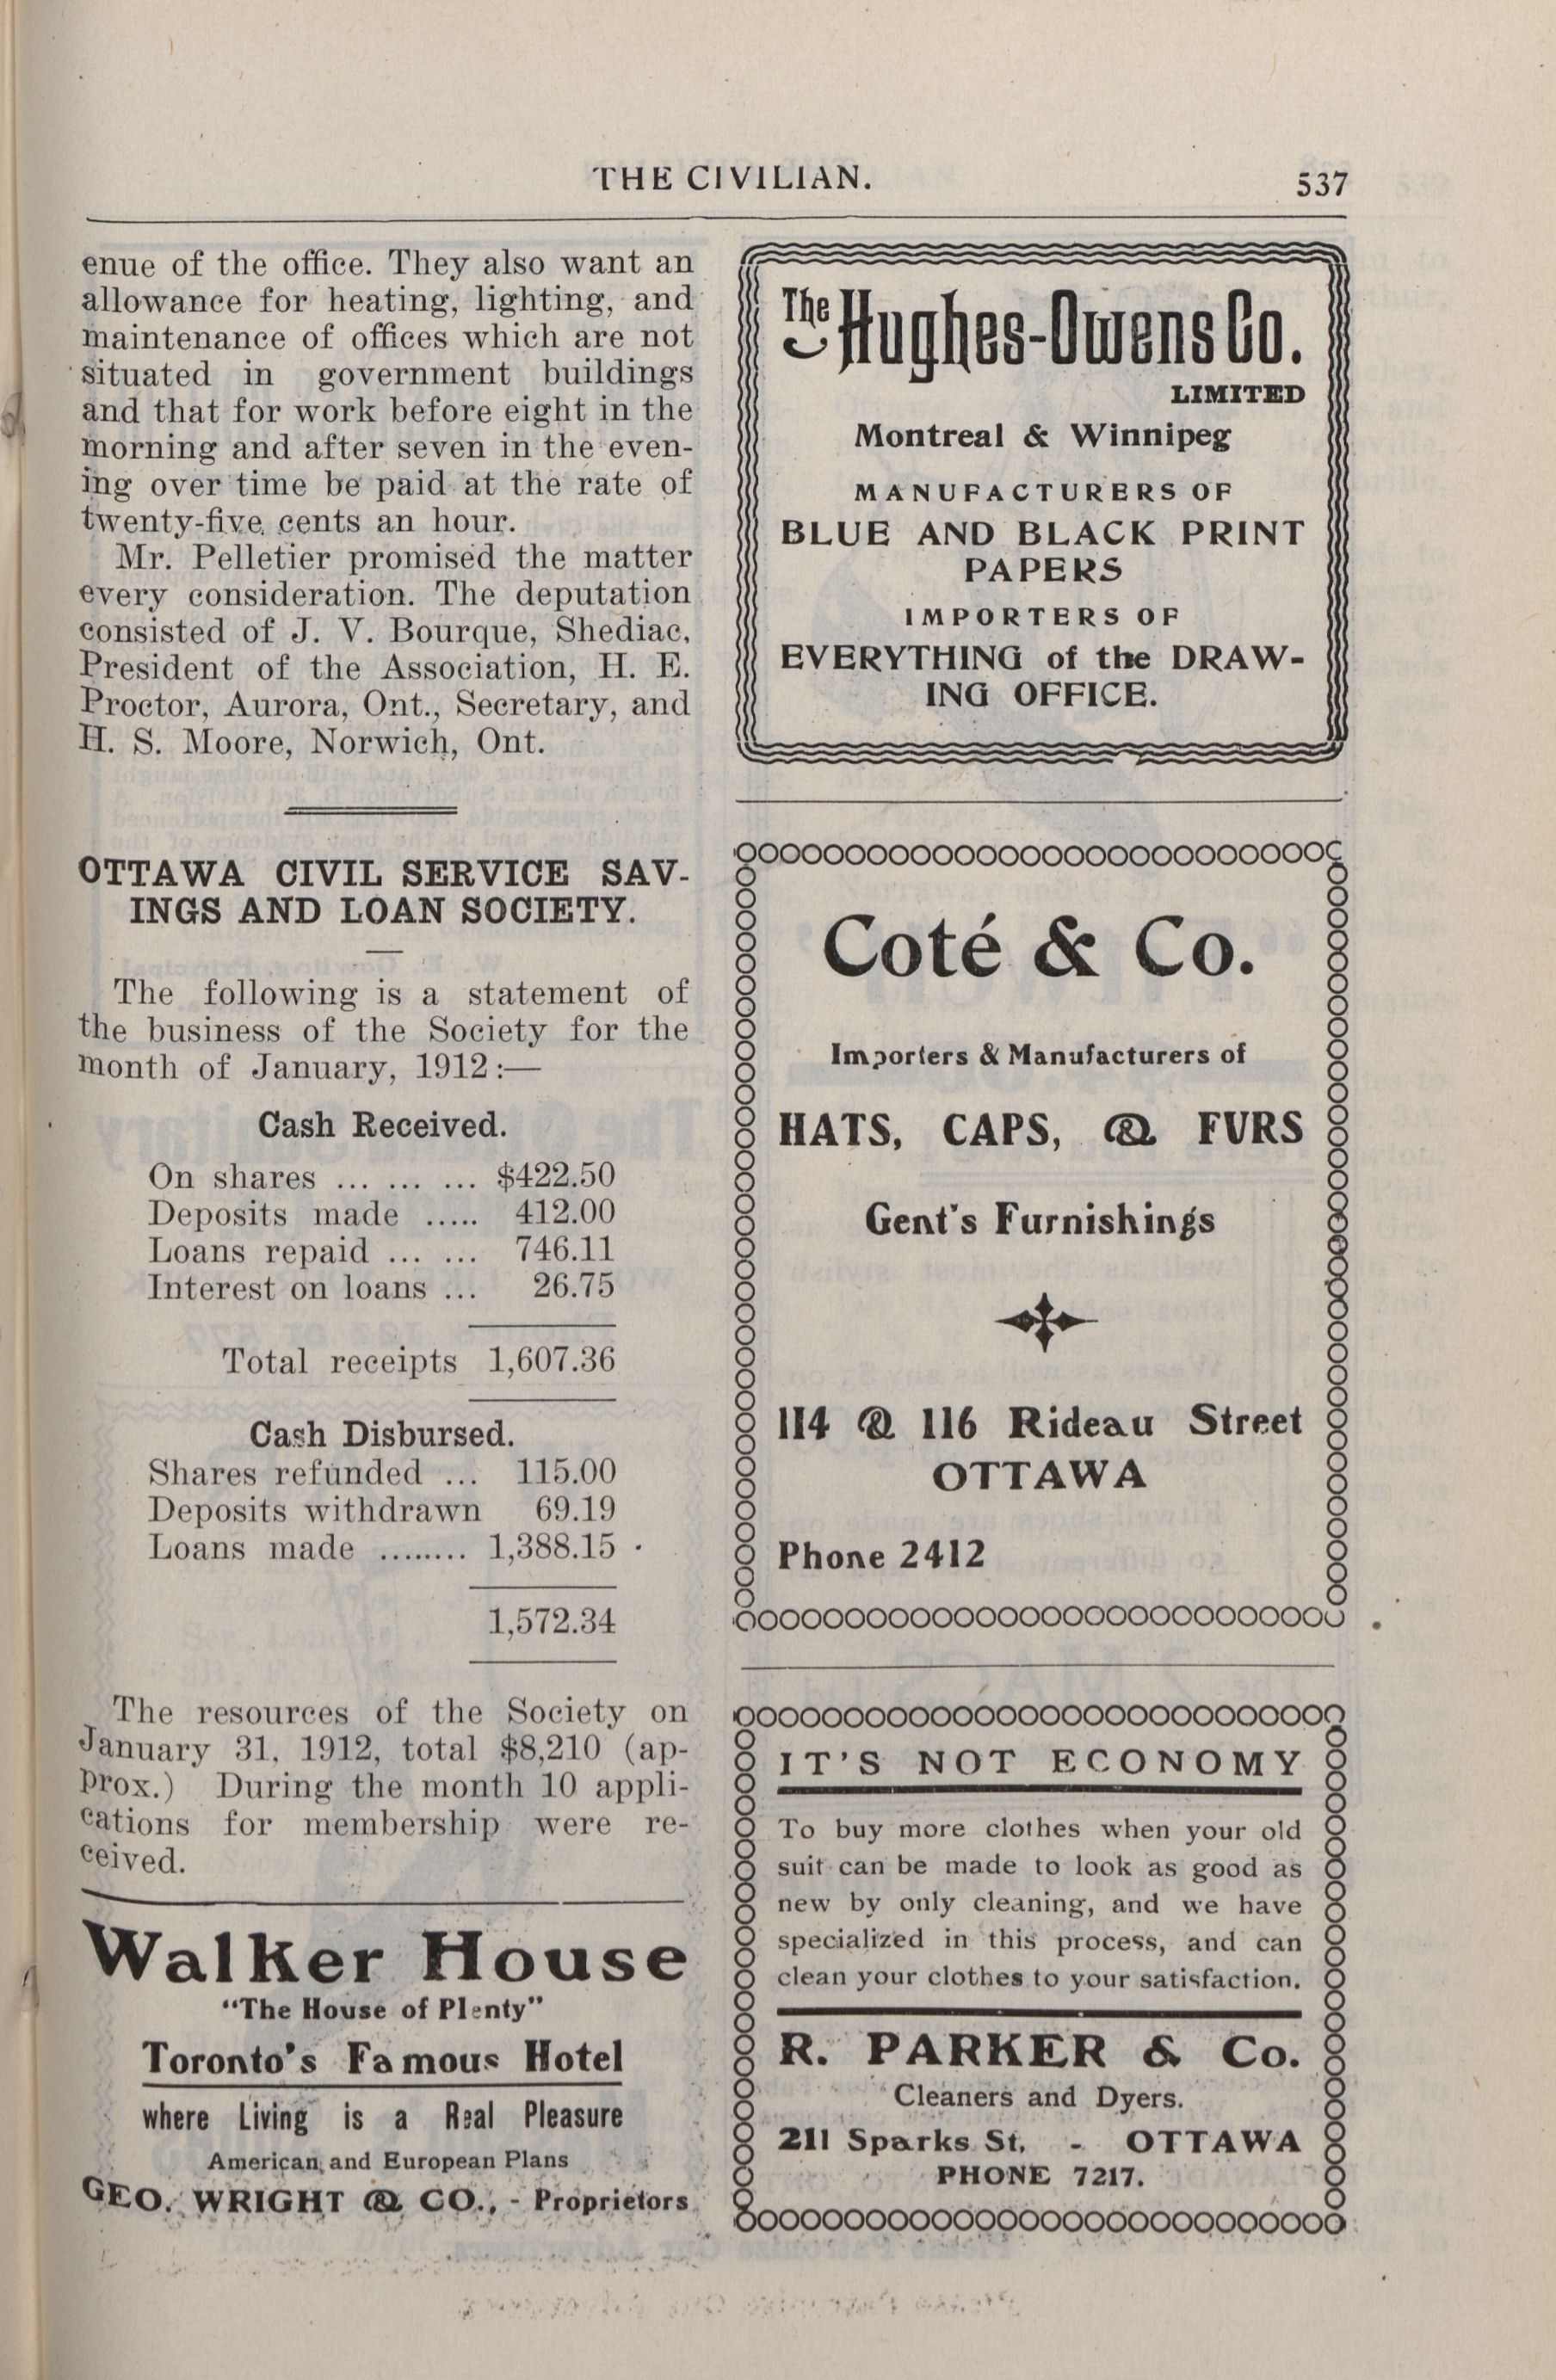 THE CIVILIAN.
537
enue of the office. They also want an
allowance for heating, lighting, and
maintenance of offices which are not
situated in government buildings
and that for work before eight in the
morning and after seven in the even-
ing over time be paid at the rate of
twenty-five cents an hour.
Mr. Pelletier promised the matter
every consideration. The deputation
consisted of J. V. Bourque, Shediac,
President of the Association, H. E.
Proctor, Aurora, Ont., Secretary, and
H. S. Moore, Norwich, Ont.
OTTAWA CIVIL SERVICE SAV-
INGS AND LOAN SOCIETY.
The following is a statement of
the business of the Society for the
month of January, 1912:—
Cash Received.
On shares ... ... ... $422.50
Deposits made ..... 412.00
Loans repaid ... ... 746.11
Interest on loans ... 26.75
Total receipts 1,607.36
Cash Disbursed.
Shares refunded ... 115.00
Deposits withdrawn 69.19
Loans made ........ 1,388.15
1,572.34
The resources of the Society on
January 31, 1912, total $8,210 (ap-
prox.) During the month 10 appli-
cations for membership were re-
ceived.
Walker House
"The House of Plenty"
Toronto's Famous Hotel
where Living is a Real Pleasure
American and European Plans
GEO. WRIGHT & CO., - Proprietors
The Hughes-Owens Co.
LIMITED
Montreal & Winnipeg
MANUFACTURERS OF
BLUE AND BLACK PRINT
PAPERS
IMPORTERS OF
EVERYTHING of the DRAW-
ING OFFICE.
Coté & Co.
Importers & Manufacturers of
HATS, CAPS, & FURS
Gent's Furnishings
114 & 116 Rideau Street
OTTAWA
Phone 2412
IT'S NOT ECONOMY
To buy more clothes when your old
suit can be made to look as good as
new by only cleaning, and we have
specialized in this process, and can
clean your clothes to your satisfaction.
R. PARKER & Co.
Cleaners and Dyers.
211 Sparks St. - OTTAWA
PHONE 7217.